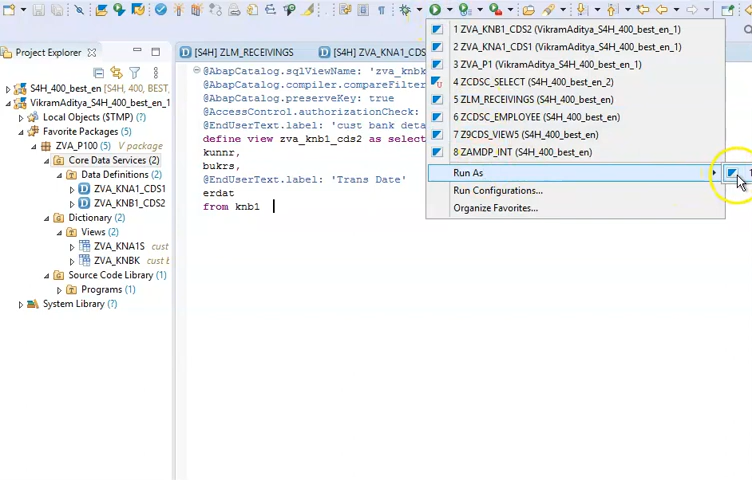 Project Explorer
S4H_400_best_en (S4H, 400, BEST, EN
VikramAditya_S4H_400_best_en_1
Local Objects ($TMP) (?)
Favorite Packages (5)
ZVA_P100 (5) V package
Core Data Services (2)
Data Definitions (2)
ZVA_KNA1_CDS1
ZVA_KNB1_CDS2
Dictionary (2)
Views (2)
ZVA_KNA1S cust
ZVA_KNBK cust b
Source Code Library (1)
Programs (1)
System Library (?)
[S4H] ZLM_RECEIVINGS
[S4H] ZVA_KNA1_CDS
@AbapCatalog.sqlViewName: 'zva_knbk
@AbapCatalog.compiler.compareFilter
@AbapCatalog.preserveKey: true
@AccessControl.authorizationCheck:
@EndUserText.label: 'cust bank deta
define view zva_knb1_cds2 as select
kunnr,
bukrs,
@EndUserText.label: 'Trans Date'
erdat
from knb1
1 ZVA_KNB1_CDS2 (VikramAditya_S4H_400_best_en_1)
2 ZVA_KNA1_CDS1 (VikramAditya_S4H_400_best_en_1)
3 ZVA_P1 (VikramAditya_S4H_400_best_en_1)
4 ZCDSC_SELECT (S4H_400_best_en_2)
5 ZLM_RECEIVINGS (S4H_400_best_en)
6 ZCDSC_EMPLOYEE (S4H_400_best_en)
7 Z9CDS_VIEW5 (S4H_400_best_en)
8 ZAMDP_INT (S4H_400_best_en)
Run As
Run Configurations...
Organize Favorites...
1